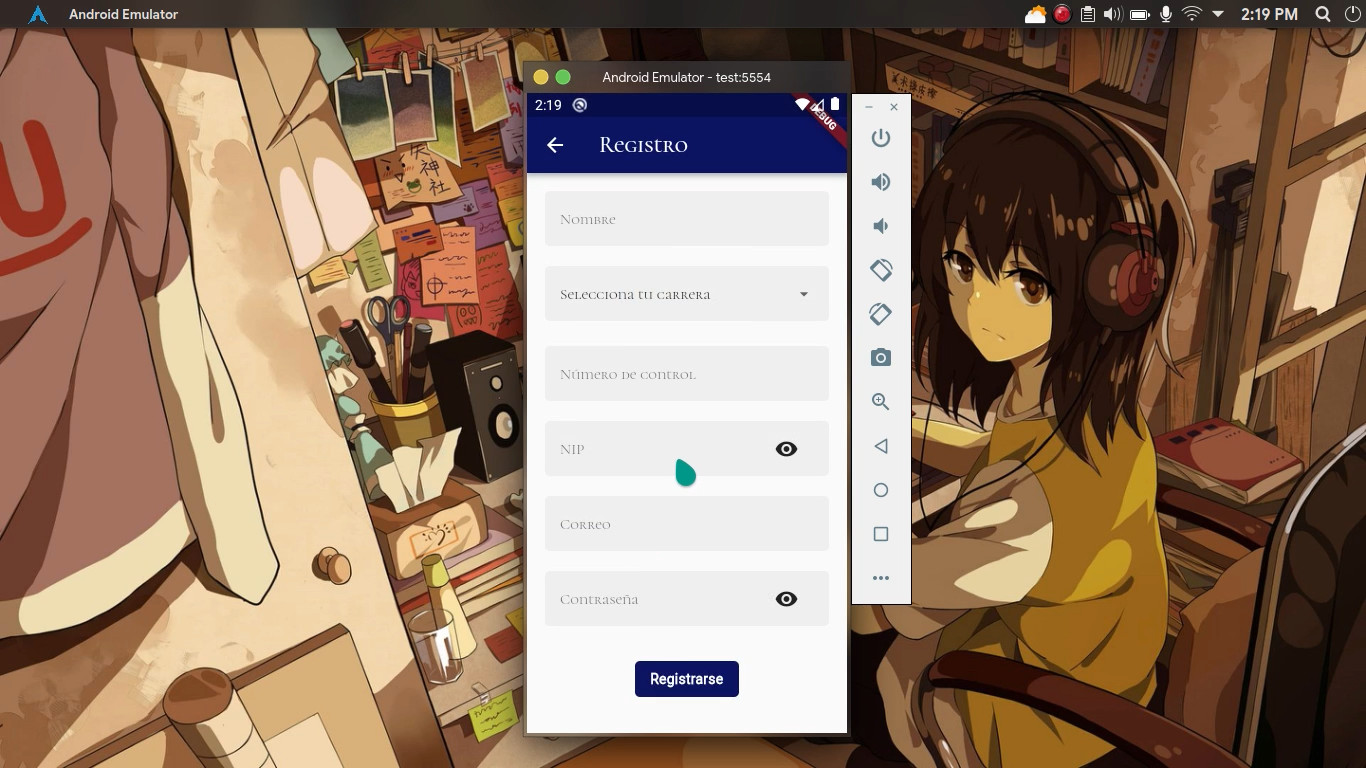 Android Emulator
2:19 PM
Android Emulator - test:5554
2:19
DEBUG
Registro
Nombre
Selecciona tu carrera
Número de control
NIP
Correo
Contraseña
Registrarse
神
社
U